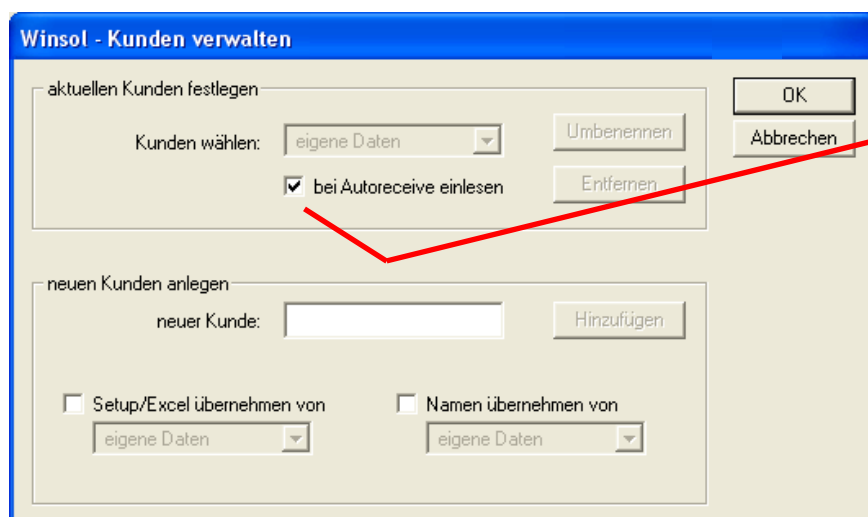 Winsol - Kunden verwalten
aktuellen Kunden festlegen
OK
Kunden wählen: eigene Daten Umbenennen
Abbrechen
bei Autoreceive einlesen Entfernen
neuen Kunden anlegen
neuer Kunde: Hinzufügen
Setup/Excel übernehmen von Namen übernehmen von
eigene Daten eigene Daten